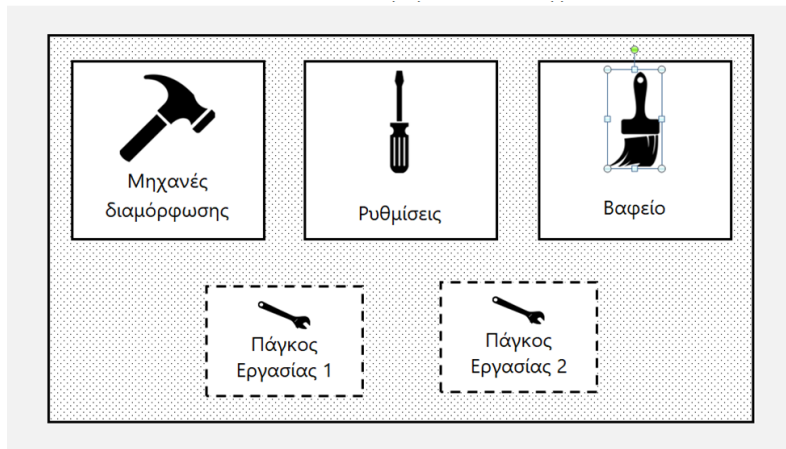 Μηχανές
διαμόρφωσης
Ρυθμίσεις
Βαφείο
Πάγκος
Εργασίας 1
Πάγκος
Εργασίας 2